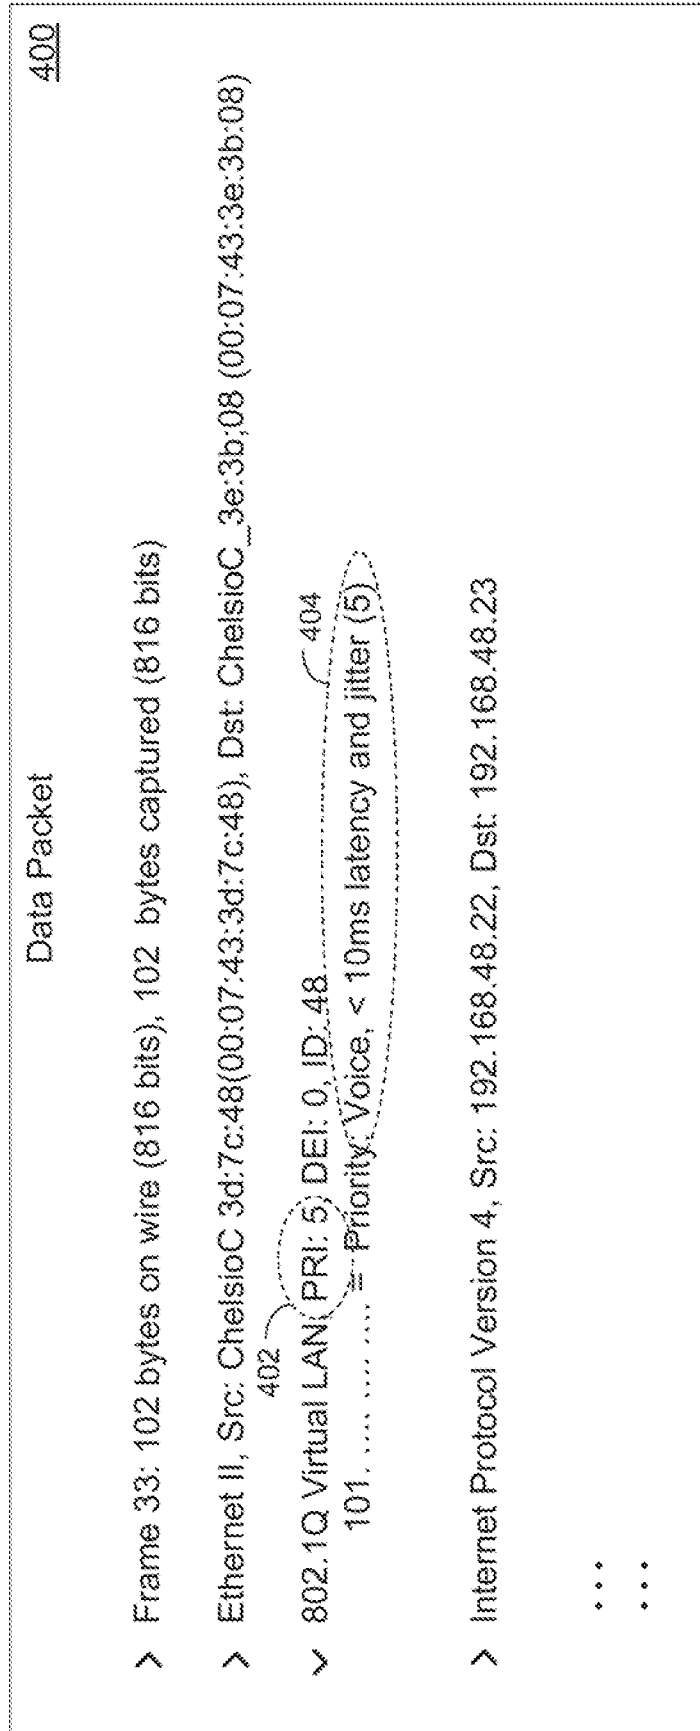 400
Data Packet
> Frame 33: 102 bytes on wire (816 bits), 102 bytes captured (816 bits)
> Ethernet II, Src: ChelsioC 3d:7c:48(00:07:43:3d:7c:48), Dst: ChelsioC_3e:3b;08 (00:07:43:3e:3b:08)
402
404
802.1Q Virtual LAN, PRI: 5, DEI: 0, ID: 48
101. .... .... .... = Priority: Voice, < 10ms latency and jitter (5)
> Internet Protocol Version 4, Src: 192.168.48.22, Dst: 192.168.48.23
...
...